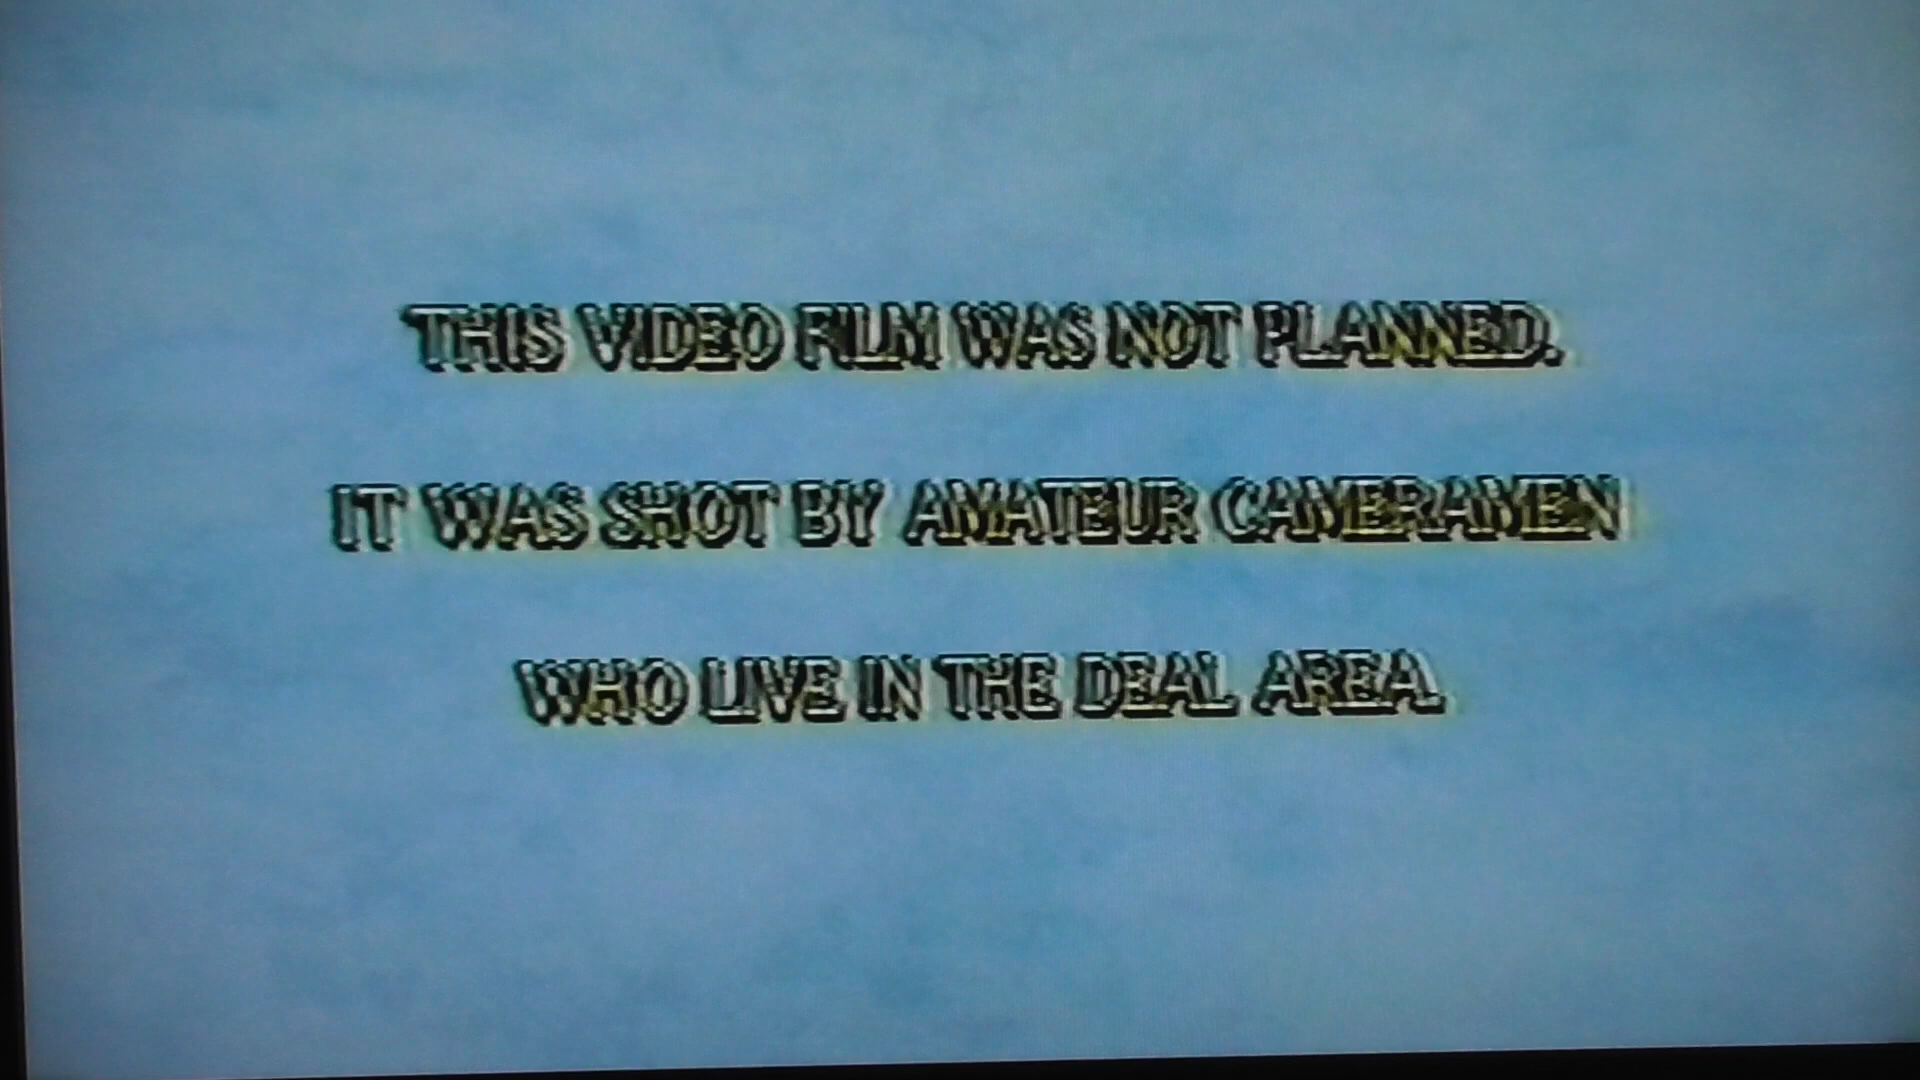 THIS VIDEO FILM WAS NOT PLANNED.
IT WAS SHOT BY AMATEUR CAMERAMEN
WHO LIVE IN THE DEAL AREA.